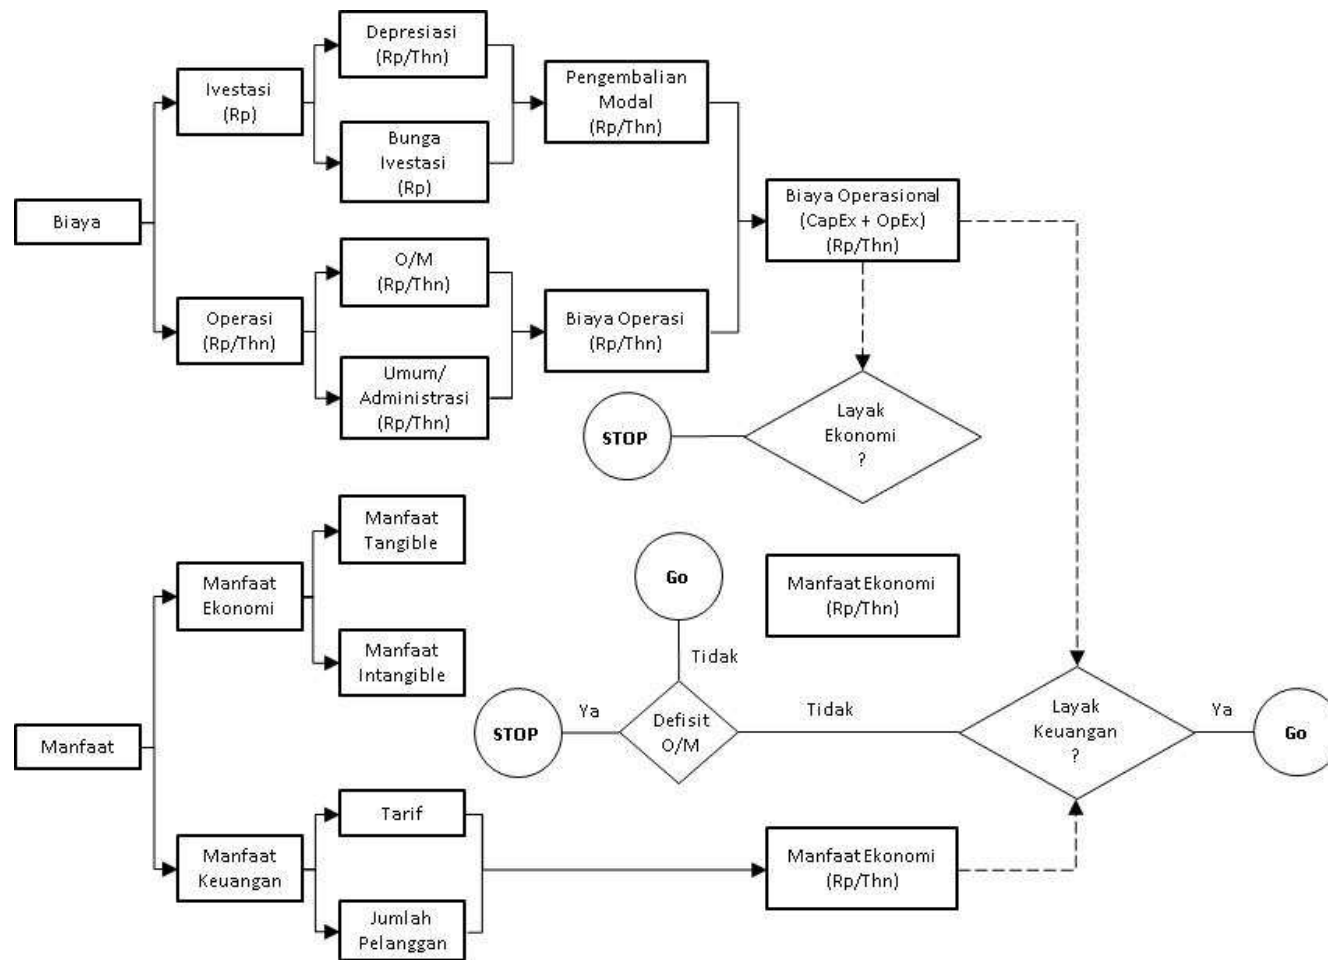 Biaya
Ivestasi
(Rp)
Operasi
(Rp/Thn)
Depresiasi
(Rp/Thn)
Bunga
Ivestasi
(Rp)
O/M
(Rp/Thn)
Umum/
Administrasi
(Rp/Thn)
Pengembalian
Modal
(Rp/Thn)
Biaya Operasi
(Rp/Thn)
Biaya Operasional
(CapEx + OpEx)
(Rp/Thn)
Layak
Ekonomi
?
STOP
Manfaat
Manfaat
Ekonomi
Manfaat
Tangible
Manfaat
Intangible
Manfaat
Keuangan
Tarif
Jumlah
Pelanggan
Manfaat Ekonomi
(Rp/Thn)
Go
Tidak
STOP
Ya
Defisit
O/M
Tidak
Layak
Keuangan
?
Ya
Go
Manfaat Ekonomi
(Rp/Thn)